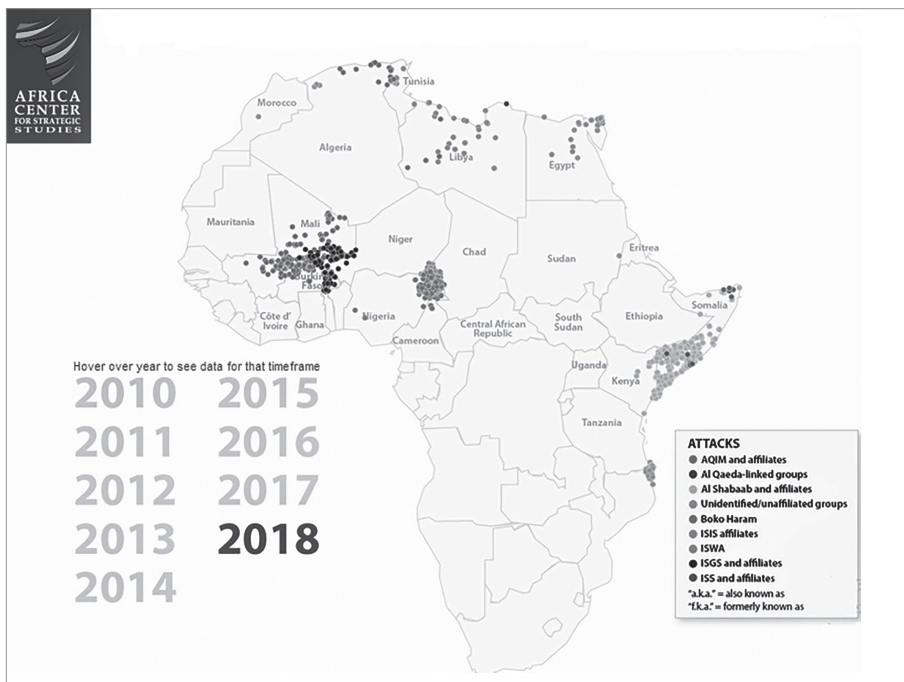 AFRICA
CENTER
FOR STRATEGIC
STUDIES
Tunisia
Morocco
Algeria
Libya
Egypt
Mauritania
Mali
Niger
Chad
Sudan
Eritrea
Burkina
Faso
Nigeria
Somalia
Côte d'
Ivoire
Ghana
Cameroon
Central African
Republic
South
Sudan
Ethiopia
Uganda
Kenya
Tanzania
Hover over year to see data for that timeframe
2010 2015
2011 2016
2012 2017
2013 2018
2014
ATTACKS
AQIM and affiliates
Al Qaeda-linked groups
Al Shabaab and affiliates
Unidentified/unaffiliated groups
Boko Haram
ISIS affiliates
ISWA
ISGS and affiliates
ISS and affiliates
"a.k.a." = also known as
"f.k.a." = formerly known as